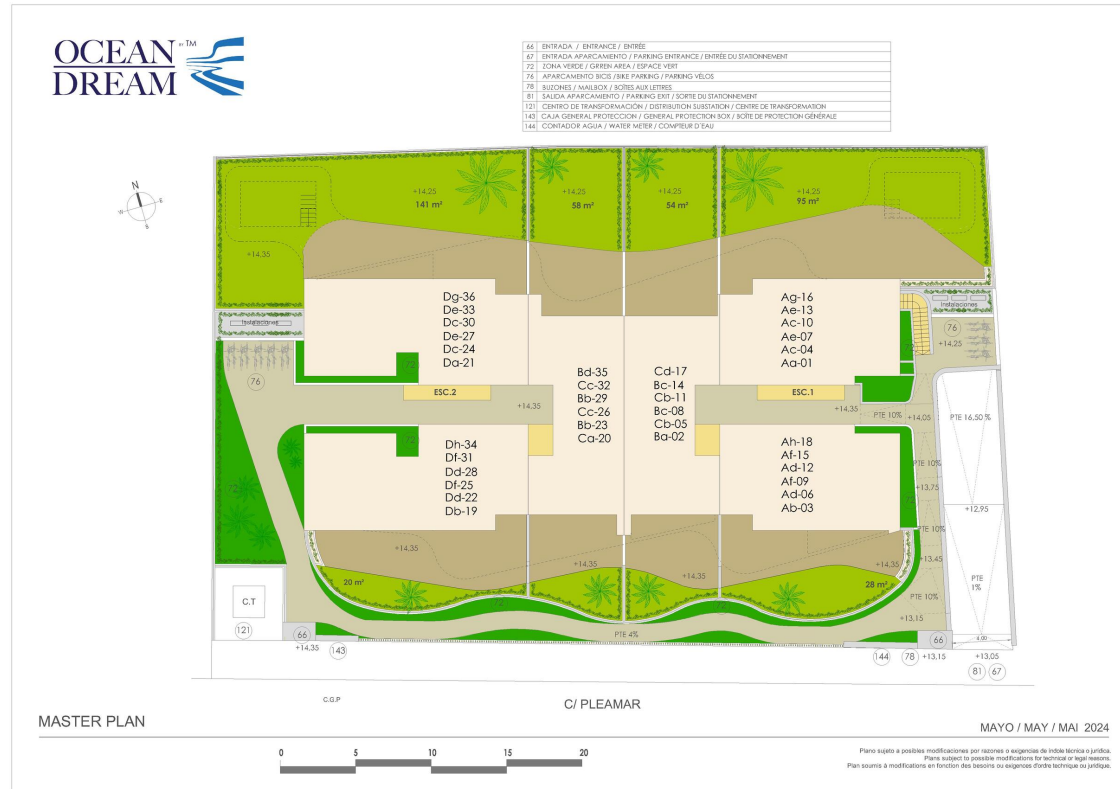 OCEAN BY TM
DREAM
66 ENTRADA / ENTRANCE / ENTRÉE
67 ENTRADA APARCAMIENTO / PARKING ENTRANCE / ENTRÉE DU STATIONNEMENT
72 ZONA VERDE / GRREN AREA / ESPACE VERT
76 APARCAMENTO BICIS /BIKE PARKING / PARKING VÉLOS
78 BUZONES / MAILBOX / BOÎTES AUX LETRES
81 SALIDA APARCAMIENTO / PARKING EXIT / SORTIE DU STATIONNEMENT
121 CENTRO DE TRANSFORMACIÓN / DISTRIBUTION SUBSTATION / CENTRE DE TRANSFORMATION
143 CAJA GENERAL PROTECCION / GENERAL PROTECTION BOX / BOÎTE DE PROTECTION GÉNÉRALE
144 CONTADOR AGUA / WATER METER / COMPTEUR D'EAU
N
W
E
S
+14,25
141 m²
+14,25
58 m²
+14,25
54 m²
+14,25
95 m²
+14,35
Instalaciones
Instalaciones
76
+14,25
76
Dg-36
De-33
Dc-30
De-27
Dc-24
Da-21
Ag-16
Ae-13
Ac-10
Ae-07
Ac-04
Aa-01
72
72
Bd-35
Cc-32
Bb-29
Cc-26
Bb-23
Ca-20
Cd-17
Bc-14
Cb-11
Bc-08
Cb-05
Ba-02
ESC.2
+14,35
ESC.1
+14,35
PTE 10%
+14,05
PTE 16,50 %
72
Dh-34
Df-31
Dd-28
Df-25
Dd-22
Db-19
Ah-18
Af-15
Ad-12
Af-09
Ad-06
Ab-03
PTE 10%
+13,75
72
72
+12,95
PTE 10%
+13,45
+14,35
+14,35
+14,35
+14,35
20 m²
28 m²
PTE
1%
PTE 10%
+13,15
72
72
C.T
121
66
+14,35
143
PTE 4%
144
78
66
+13,15
4.00
+13,05
81
67
C.G.P
C/ PLEAMAR
MASTER PLAN
MAYO / MAY / MAI 2024
0 5 10 15 20
Plano sujeto a posibles modificaciones por razones o exigencias de indole técnica o jurídica.
Plans subject to possible modifications for technical or legal reasons.
Plan soumis à modifications en fonction des besoins ou exigences d'ordre technique ou juridique.